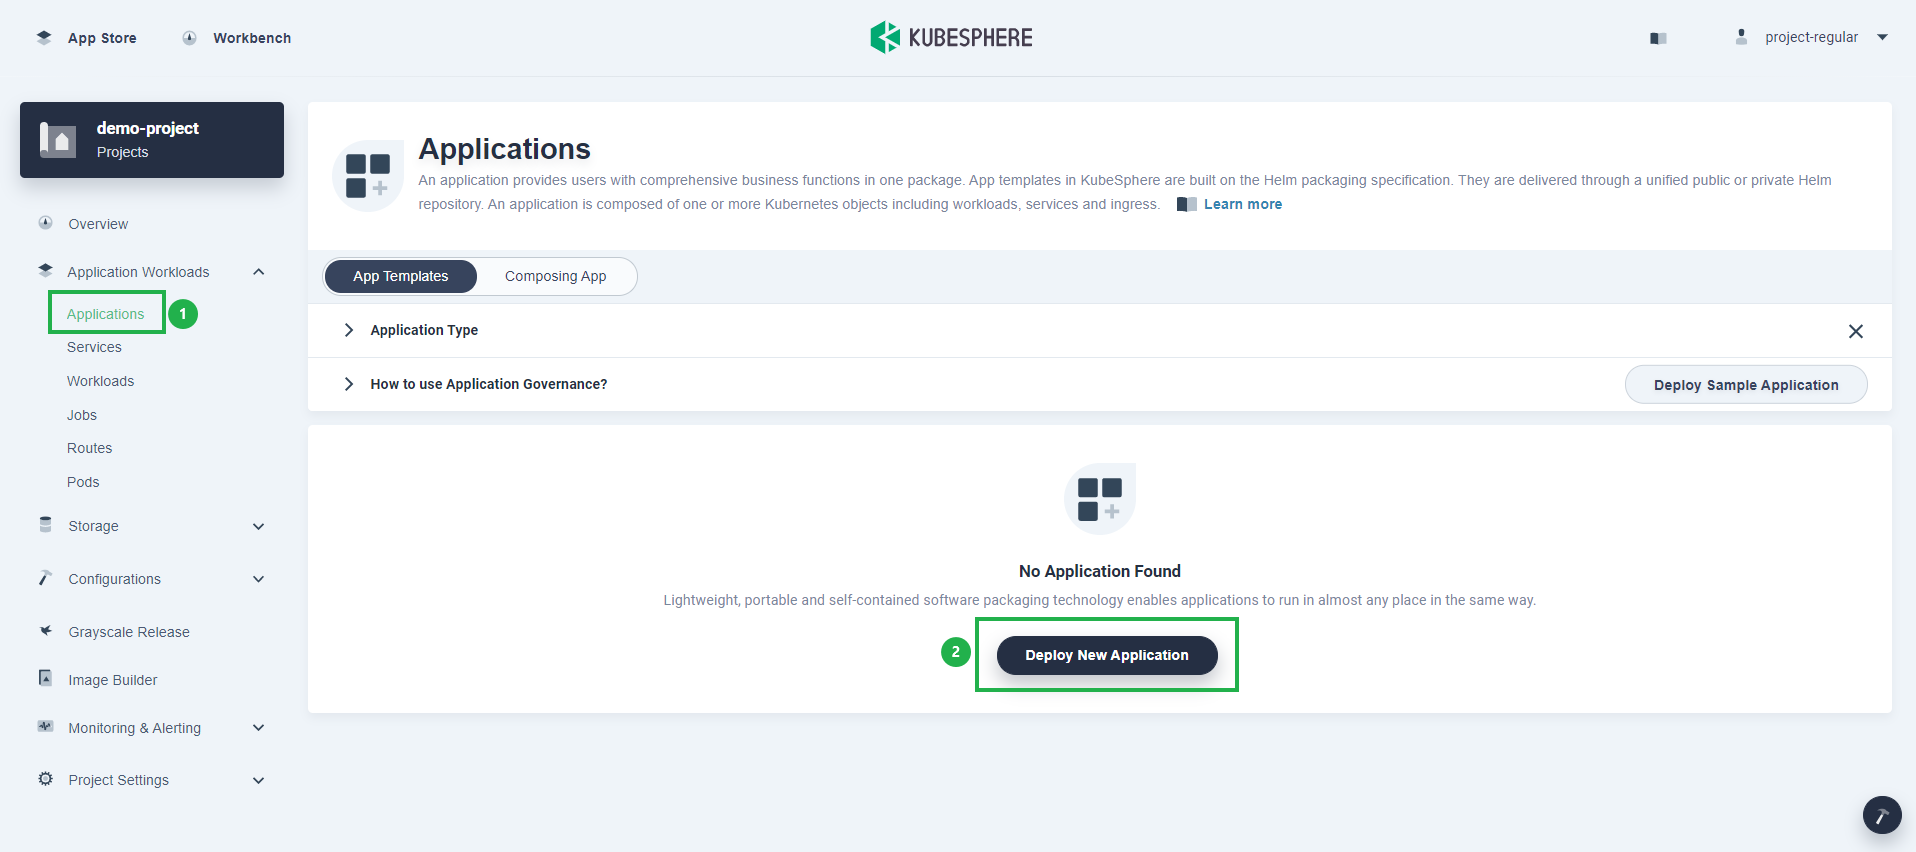 App Store
Workbench
KUBESPHERE
project-regular
demo-project
Projects
Overview
Application Workloads
Applications
1
Services
Workloads
Jobs
Routes
Pods
Storage
Configurations
Grayscale Release
Image Builder
Monitoring & Alerting
Project Settings
Applications
An application provides users with comprehensive business functions in one package. App templates in KubeSphere are built on the Helm packaging specification. They are delivered through a unified public or private Helm
repository. An application is composed of one or more Kubernetes objects including workloads, services and ingress. Learn more
App Templates
Composing App
Application Type
How to use Application Governance?
Deploy Sample Application
No Application Found
Lightweight, portable and self-contained software packaging technology enables applications to run in almost any place in the same way.
2
Deploy New Application